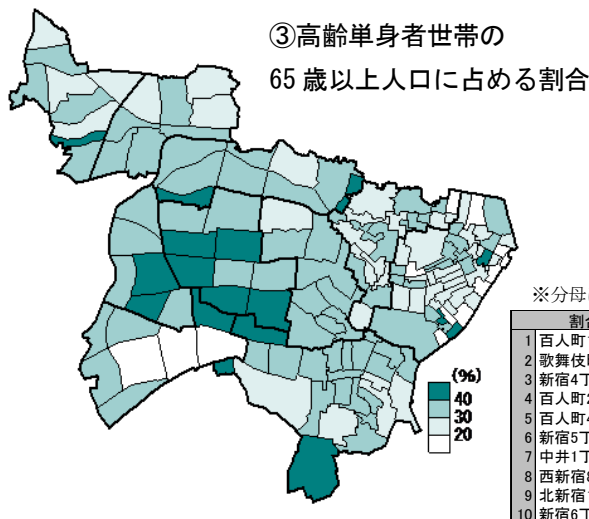 ③高齢単身者世帯の
65歳以上人口に占める割合
(%)
40
30
20
※分母
割
1 百人町
2 歌舞伎
3 新宿4丁
4 百人町
5 百人町
6 新宿5丁
7 中井1丁
8 西新宿
9 北新宿
10 新宿6丁